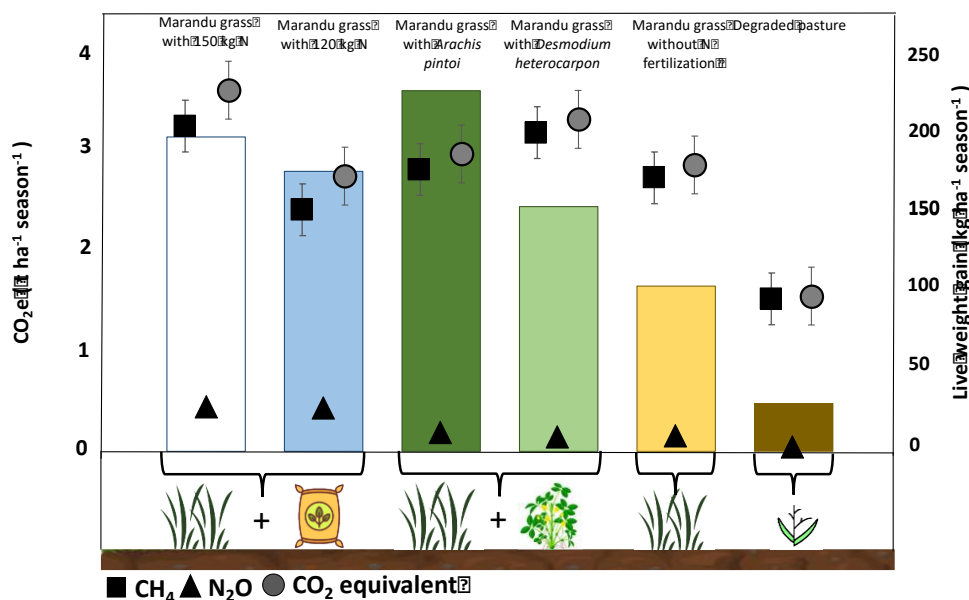 Marandu grass
with 150 kg N
Marandu grass
with 120 kg N
Marandu grass
with Arachis
pintoi
Marandu grass
with Desmodium
heterocarpon
Marandu grass
without N
fertilization
Degraded pasture
4
3
2
1
0
CO₂e (t ha⁻¹ season⁻¹)
250
200
150
100
50
0
Live weight gain (kg ha⁻¹ season⁻¹)
+
+
CH₄ N₂O CO₂ equivalent